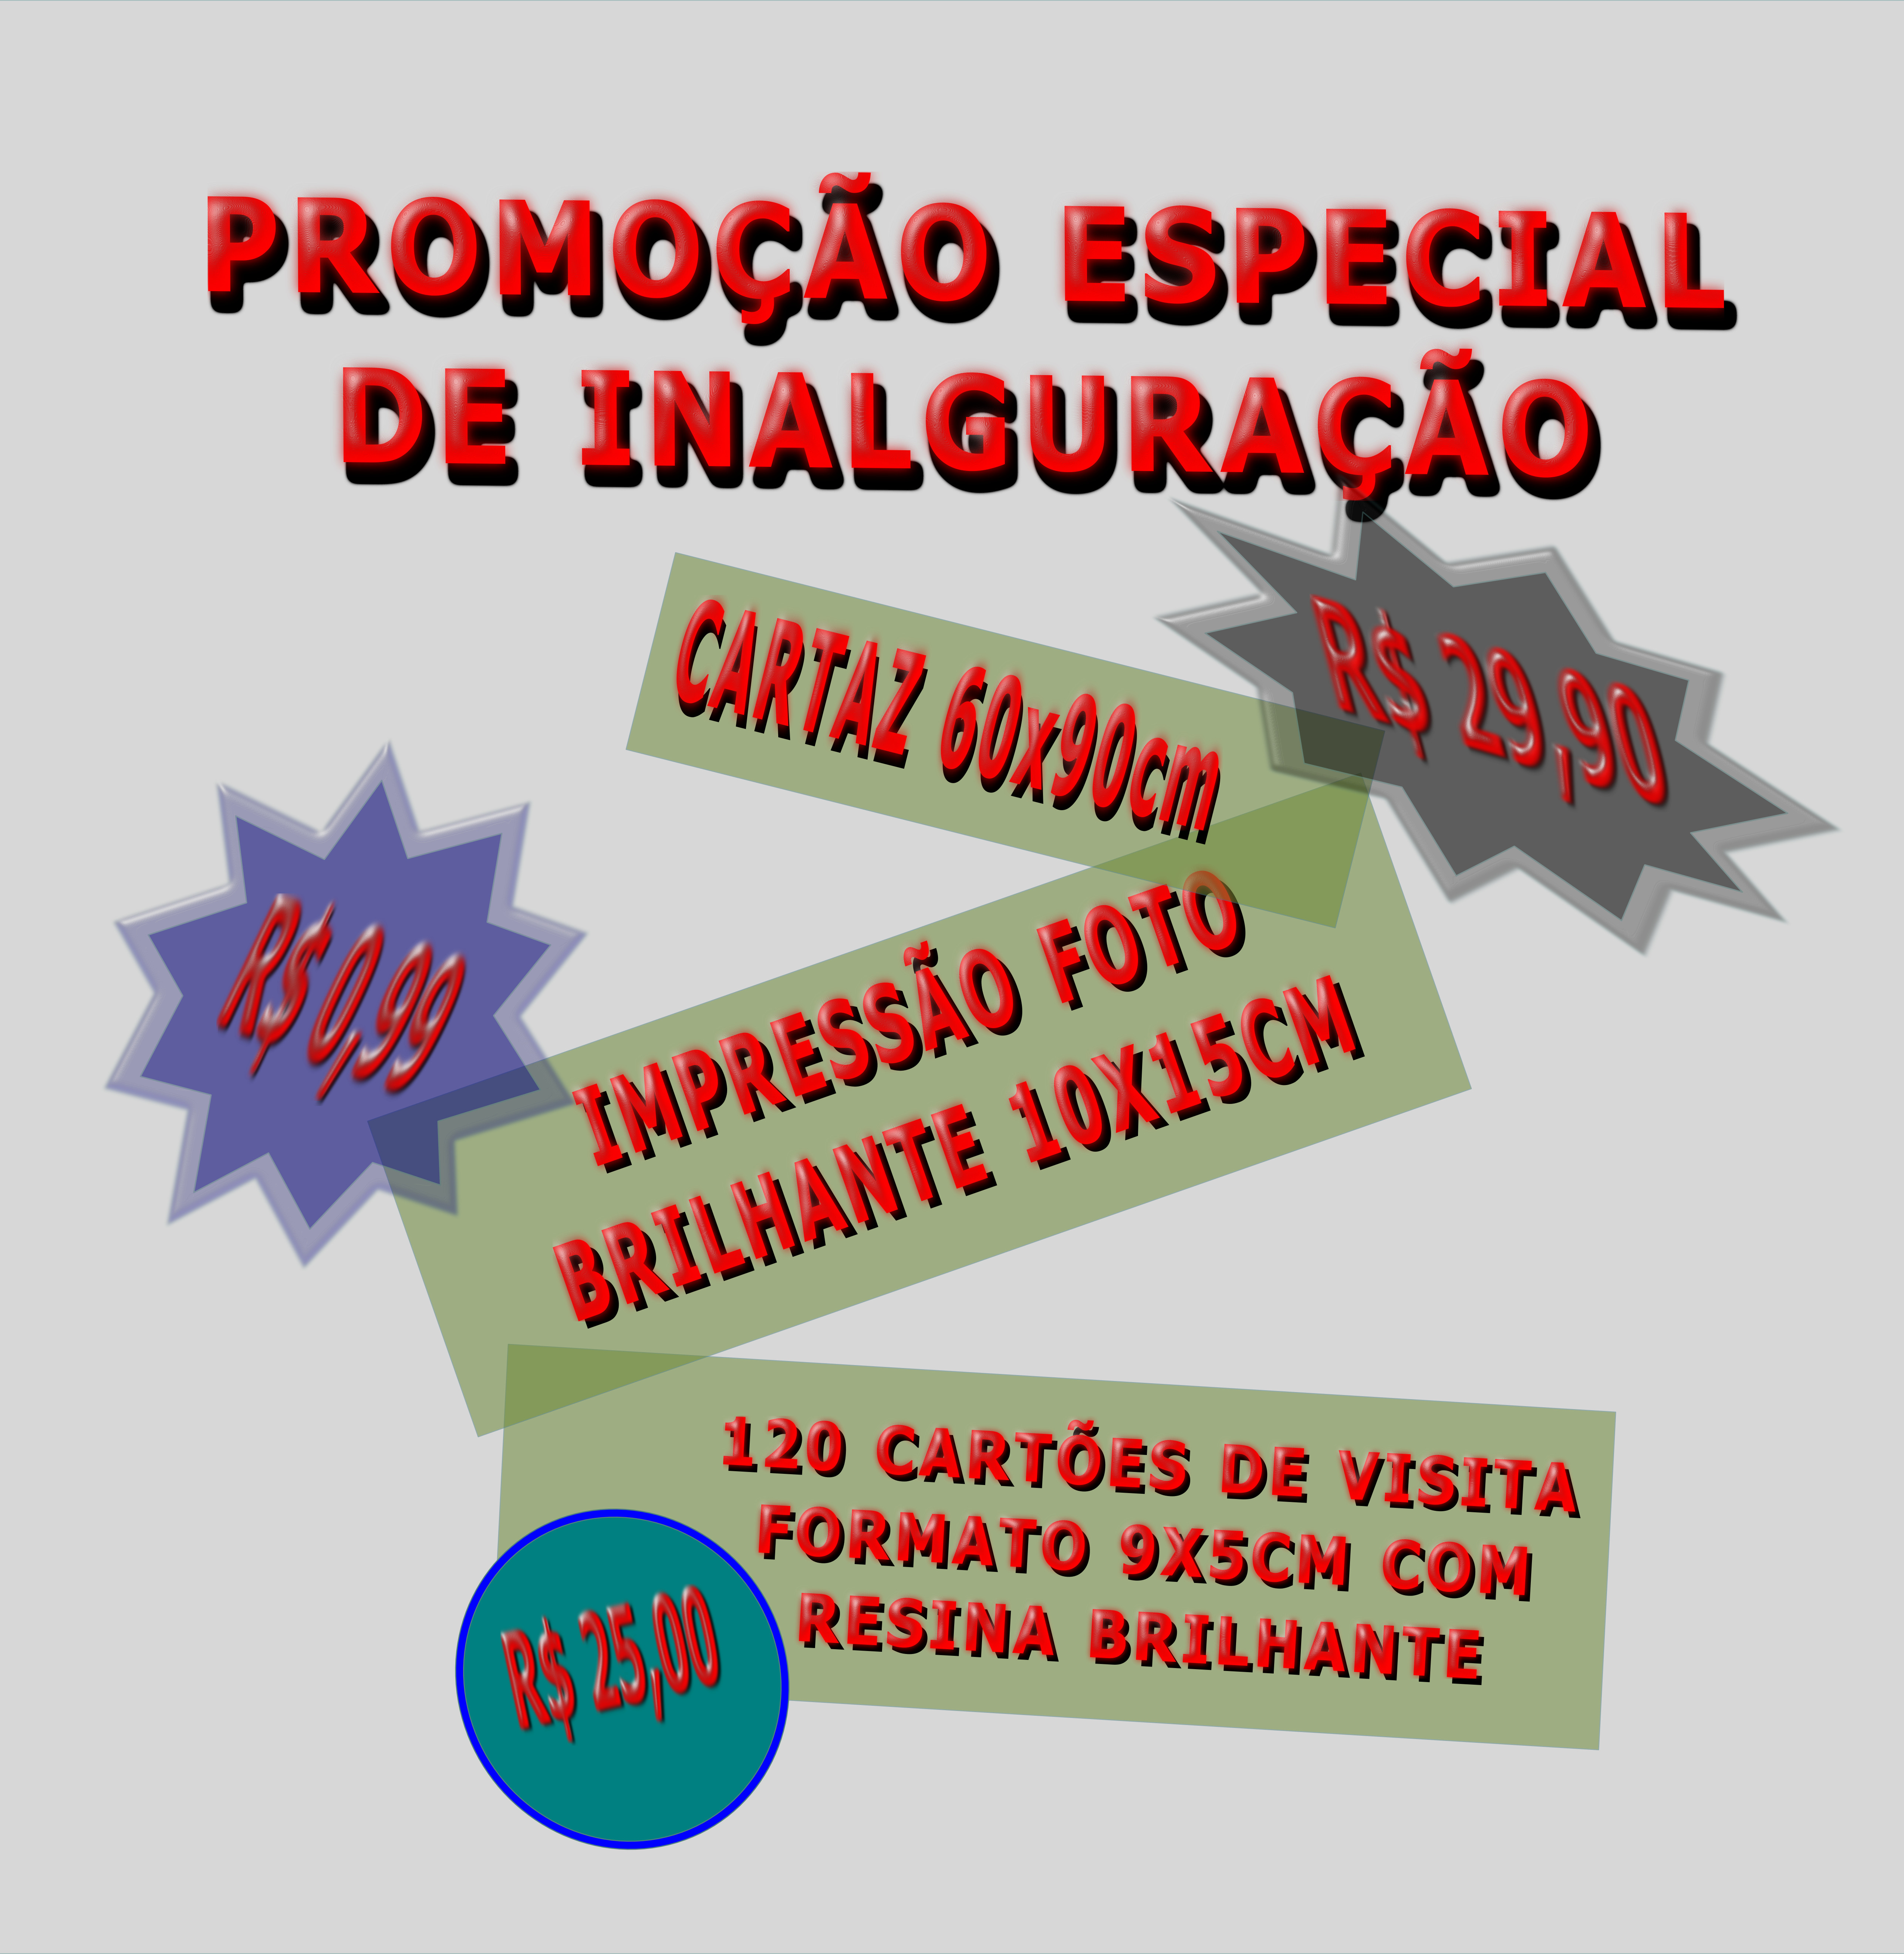 PROMOÇÃO ESPECIAL
DE INALGURAÇÃO
CARTAZ 60x90cm
R$ 29,90
R$ 0,99
IMPRESSÃO FOTO
BRILHANTE 10X15CM
120 CARTÕES DE VISITA
FORMATO 9X5CM COM
RESINA BRILHANTE
R$ 25,00